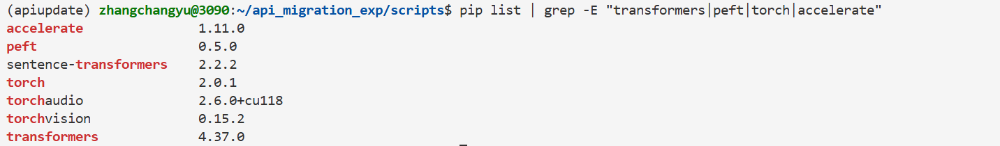 (apiupdate) zhangchangyu@3090:~/api_migration_exp/scripts$ pip list | grep -E "transformers|peft|torch|accelerate"
accelerate 1.11.0
peft 0.5.0
sentence-transformers 2.2.2
torch 2.0.1
torchaudio 2.6.0+cu118
torchvision 0.15.2
transformers 4.37.0